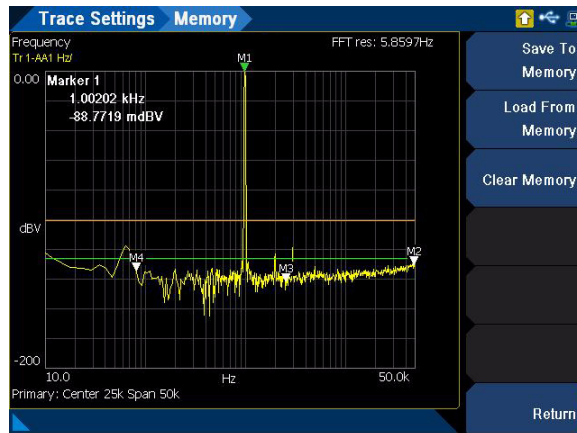 Trace Settings Memory
Frequency FFT res: 5.8597Hz
Tr 1-AA1 Hz/
M1
0.00 Marker 1
1.00202 kHz
-88.7719 mdBV
dBV
M4
M3
M2
-200
10.0 Hz 50.0k
Primary: Center 25k Span 50k
Save To
Memory
Load From
Memory
Clear Memory
Return